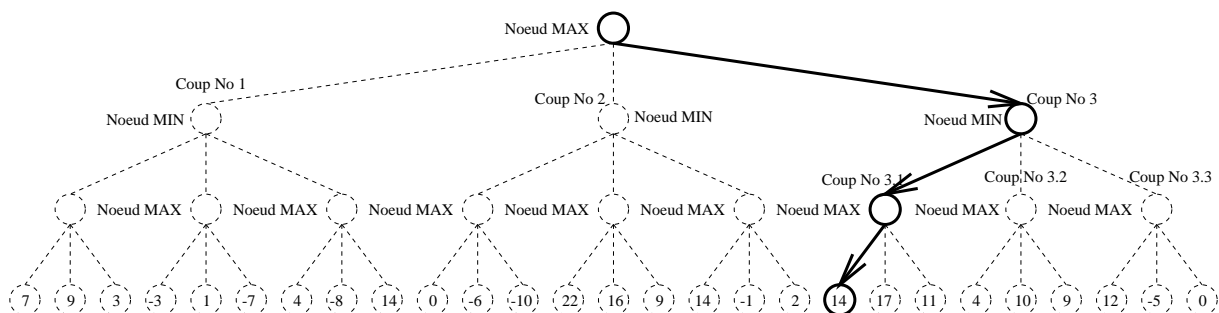 Noeud MAX
Coup No 1
Coup No 2
Coup No 3
Noeud MIN
Noeud MIN
Noeud MIN
Coup No 3.1
Coup No 3.2
Coup No 3.3
Noeud MAX Noeud MAX Noeud MAX Noeud MAX Noeud MAX Noeud MAX Noeud MAX Noeud MAX
7 9 3 -3 1 -7 4 -8 14 0 -6 -10 22 16 9 14 -1 2 14 17 11 4 10 9 12 -5 0